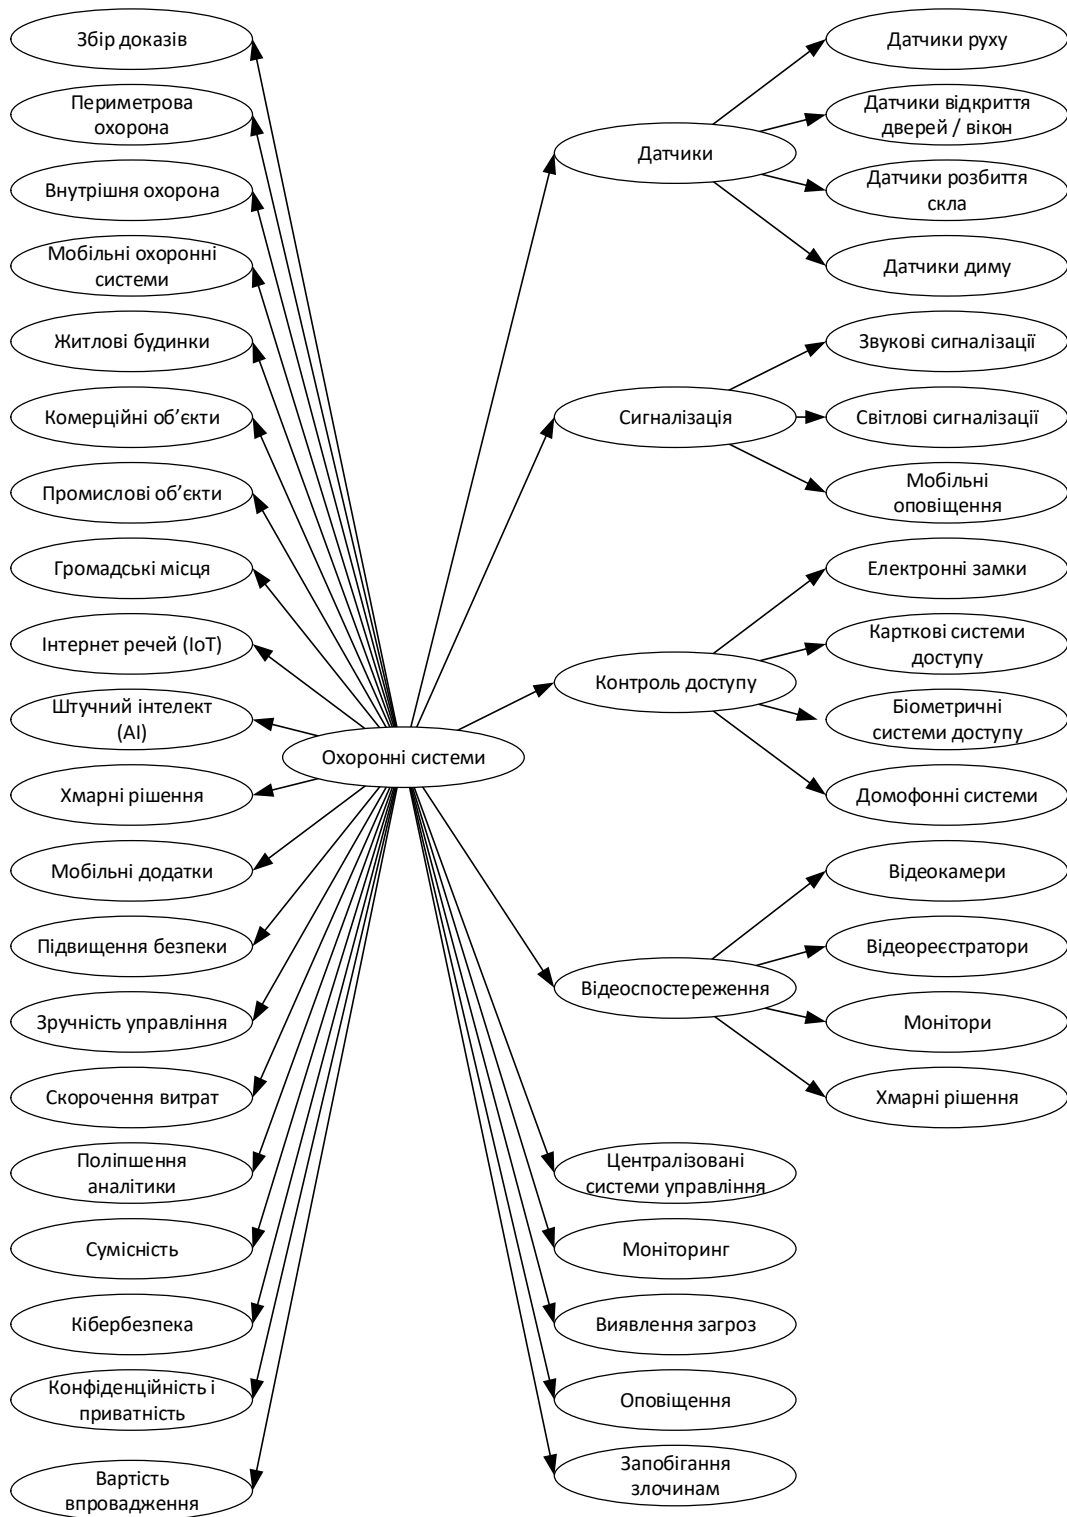 Збір доказів
Периметрова
охорона
Внутрішня охорона
Мобільні охоронні
системи
Житлові будинки
Комерційні об’єкти
Промислові об’єкти
Громадські місця
Інтернет речей (IoT)
Штучний інтелект
(AI)
Хмарні рішення
Мобільні додатки
Підвищення безпеки
Зручність управління
Скорочення витрат
Поліпшення
аналітики
Сумісність
Кібербезпека
Конфіденційність і
приватність
Вартість
впровадження
Охоронні системи
Датчики
Сигналізація
Контроль доступу
Відеоспостереження
Централізовані
системи управління
Моніторинг
Виявлення загроз
Оповіщення
Запобігання
злочинам
Датчики руху
Датчики відкриття
дверей / вікон
Датчики розбиття
скла
Датчики диму
Звукові сигналізації
Світлові сигналізації
Мобільні
оповіщення
Електронні замки
Карткові системи
доступу
Біометричні
системи доступу
Домофонні системи
Відеокамери
Відеореєстратори
Монітори
Хмарні рішення